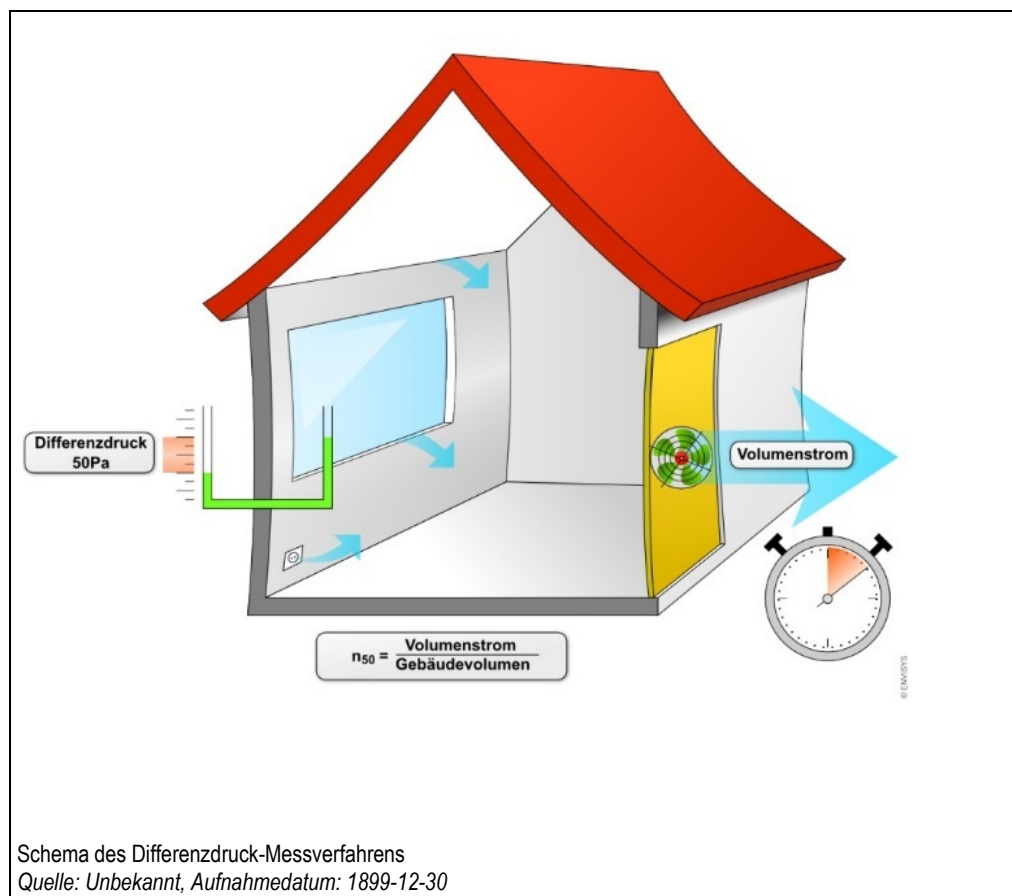 Differenzdruck
50Pa
Volumenstrom
n50 = Volumenstrom
Gebäudevolumen
© ENVISYS
Schema des Differenzdruck-Messverfahrens
Quelle: Unbekannt, Aufnahmedatum: 1899-12-30